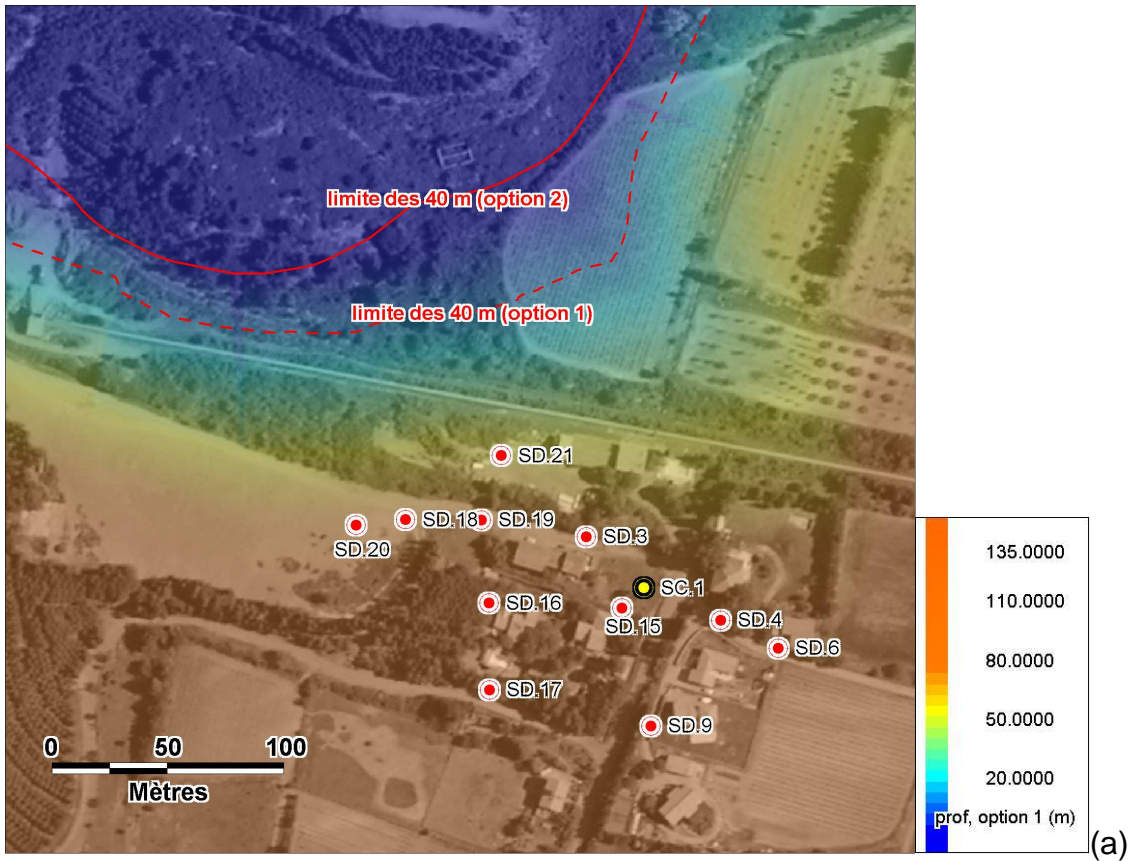 limite des 40 m (option 2)
limite des 40 m (option 1)
SD.21
SD.18
SD.19
SD.20
SD.3
SC.1
SD.16
SD.15
SD.4
SD.6
SD.17
SD.9
0 50 100
Mètres
135.0000
110.0000
80.0000
50.0000
20.0000
prof, option 1 (m)
(a)